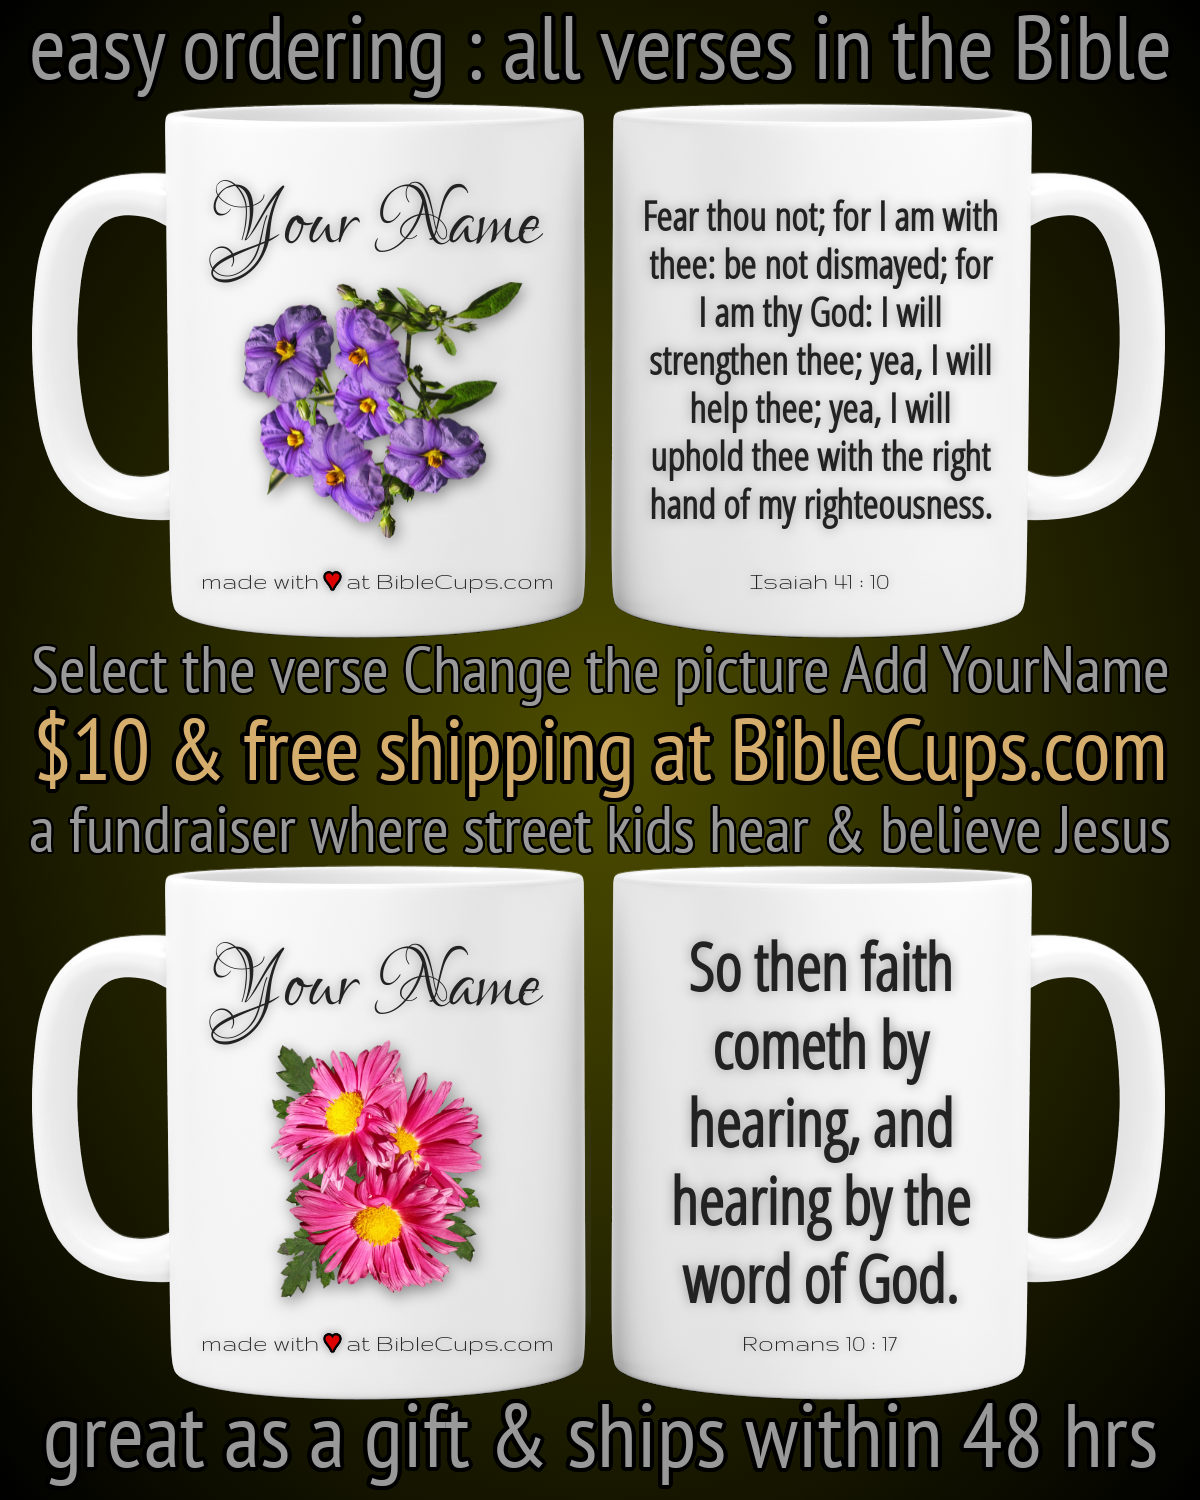 easy ordering : all verses in the Bible
Your Name
made with ♥ at BibleCups.com
Fear thou not; for I am with
thee: be not dismayed; for
I am thy God: I will
strengthen thee; yea, I will
help thee; yea, I will
uphold thee with the right
hand of my righteousness.
Isaiah 41 : 10
Select the verse Change the picture Add YourName
$10 & free shipping at BibleCups.com
a fundraiser where street kids hear & believe Jesus
Your Name
made with ♥ at BibleCups.com
So then faith
cometh by
hearing, and
hearing by the
word of God.
Romans 10 : 17
great as a gift & ships within 48 hrs